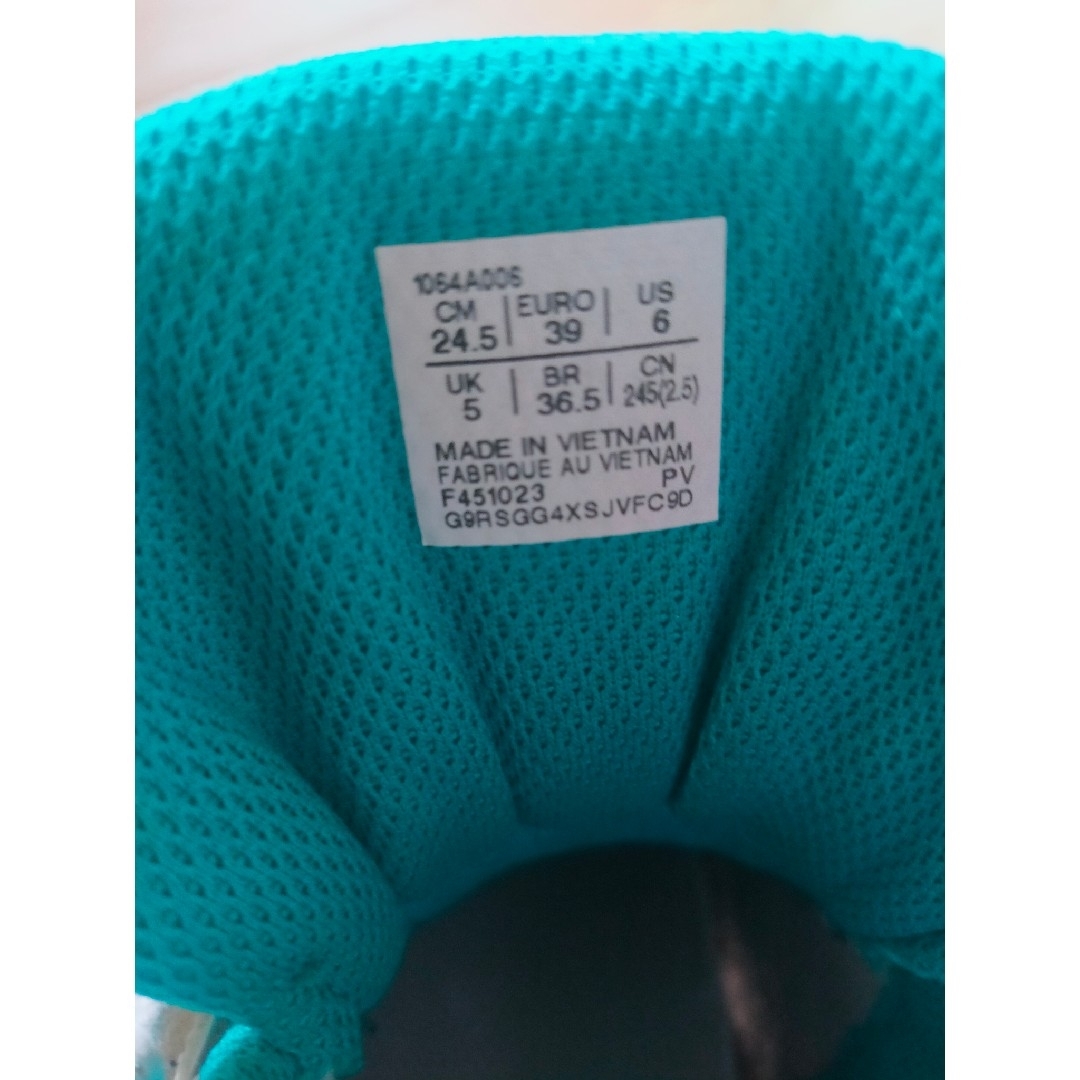 1064A006
CM | EURO | US
24.5 | 39 | 6
UK | BR | CN
5 | 36.5 | 245(2.5)
MADE IN VIETNAM
FABRIQUE AU VIETNAM
F451023 PV
G9RSGG4XSJVFC9D